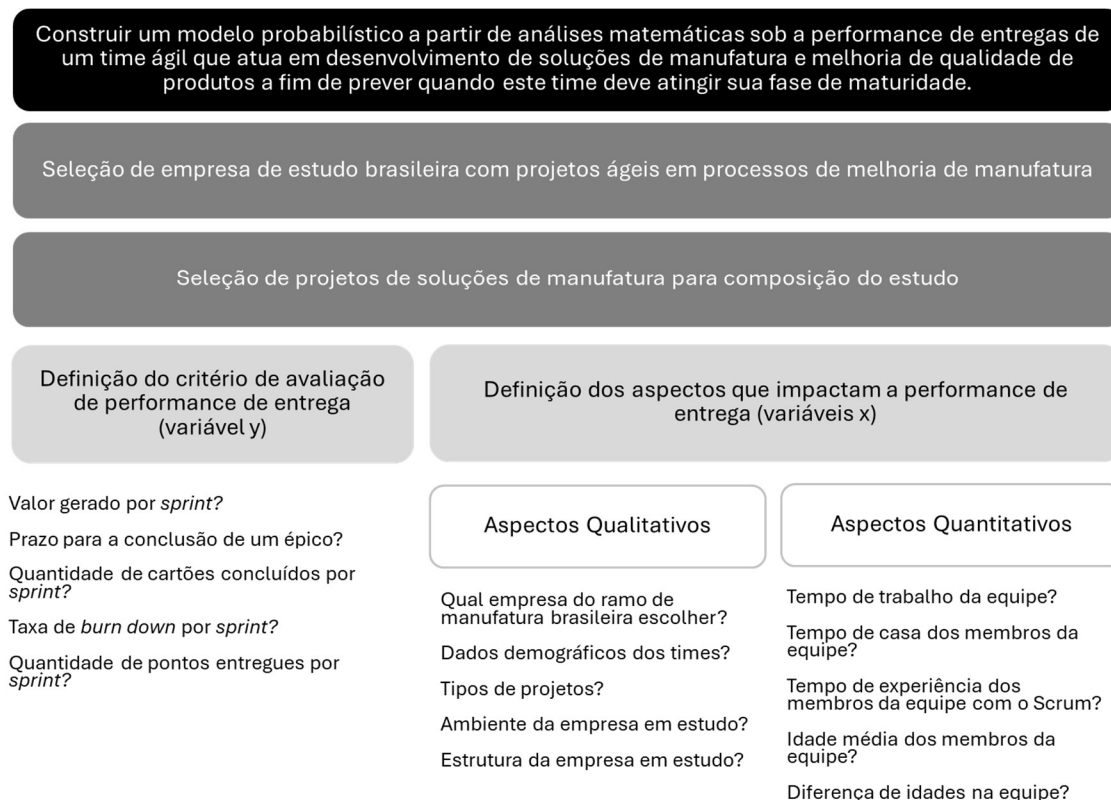 Construir um modelo probabilístico a partir de análises matemáticas sob a performance de entregas de
um time ágil que atua em desenvolvimento de soluções de manufatura e melhoria de qualidade de
produtos a fim de prever quando este time deve atingir sua fase de maturidade.
Seleção de empresa de estudo brasileira com projetos ágeis em processos de melhoria de manufatura
Seleção de projetos de soluções de manufatura para composição do estudo
Definição do critério de avaliação
de performance de entrega
(variável y)
Valor gerado por sprint?
Prazo para a conclusão de um épico?
Quantidade de cartões concluídos por
sprint?
Taxa de burn down por sprint?
Quantidade de pontos entregues por
sprint?
Definição dos aspectos que impactam a performance de
entrega (variáveis x)
Aspectos Qualitativos
Qual empresa do ramo de
manufatura brasileira escolher?
Dados demográficos dos times?
Tipos de projetos?
Ambiente da empresa em estudo?
Estrutura da empresa em estudo?
Aspectos Quantitativos
Tempo de trabalho da equipe?
Tempo de casa dos membros da
equipe?
Tempo de experiência dos
membros da equipe com o Scrum?
Idade média dos membros da
equipe?
Diferença de idades na equipe?